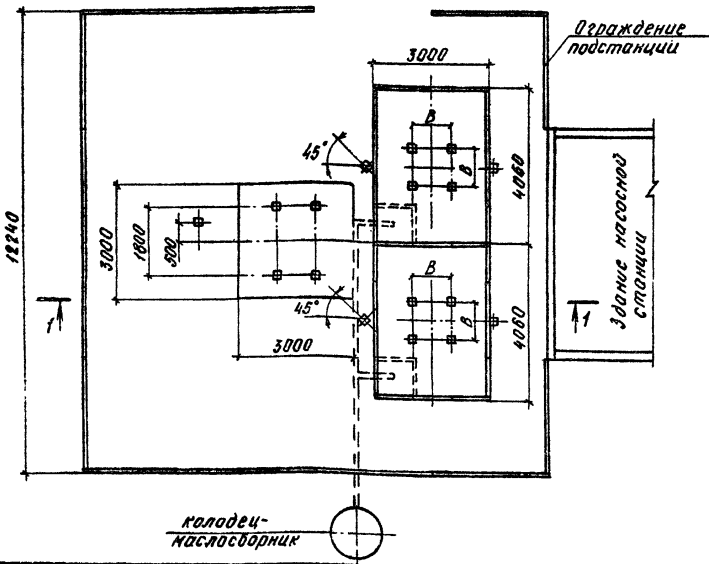 Ограждение
подстанции
3000
В
45°
В
4060
12240
3000
1800
500
Здание насосной
станции
В
В
45°
1
1
3000
4060
колодец-
маслосборник